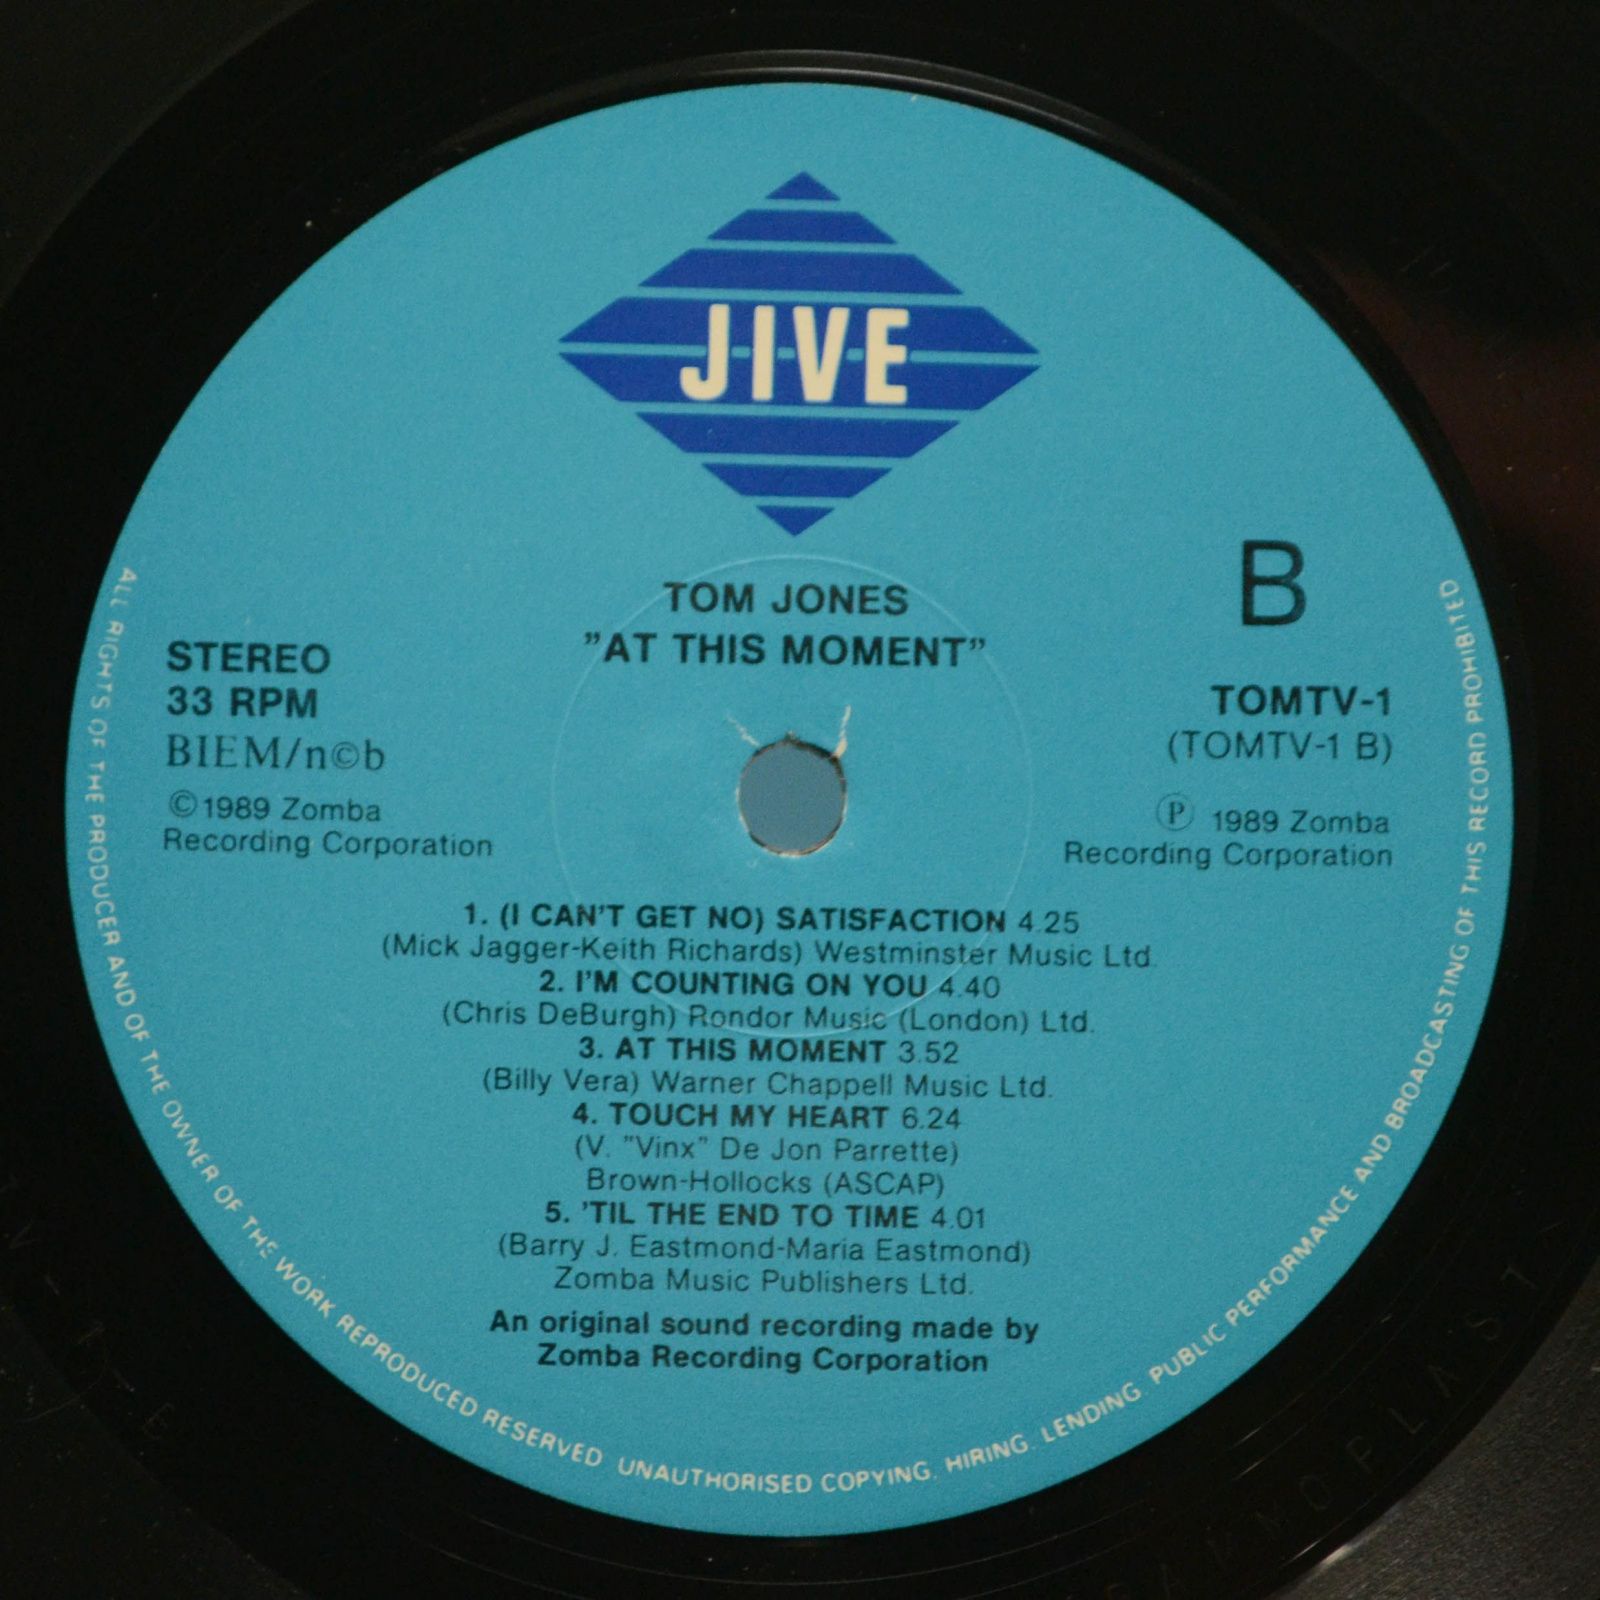 JIVE
TOM JONES
"AT THIS MOMENT"
B
STEREO
33 RPM
BIEM/n©b
©1989 Zomba
Recording Corporation
TOMTV-1
(TOMTV-1 B)
Ⓟ 1989 Zomba
Recording Corporation
1. (I CAN'T GET NO) SATISFACTION 4.25
(Mick Jagger-Keith Richards) Westminster Music Ltd.
2. I'M COUNTING ON YOU 4.40
(Chris DeBurgh) Rondor Music (London) Ltd.
3. AT THIS MOMENT 3.52
(Billy Vera) Warner Chappell Music Ltd.
4. TOUCH MY HEART 6.24
(V. "Vinx" De Jon Parrette)
Brown-Hollocks (ASCAP)
5. 'TIL THE END TO TIME 4.01
(Barry J. Eastmond-Maria Eastmond)
Zomba Music Publishers Ltd.
An original sound recording made by
Zomba Recording Corporation
ALL RIGHTS OF THE PRODUCER AND OF THE OWNER OF THE WORK REPRODUCED RESERVED UNAUTHORISED COPYING. HIRING. LENDING. PUBLIC PERFORMANCE AND BROADCASTING OF THIS RECORD PROHIBITED